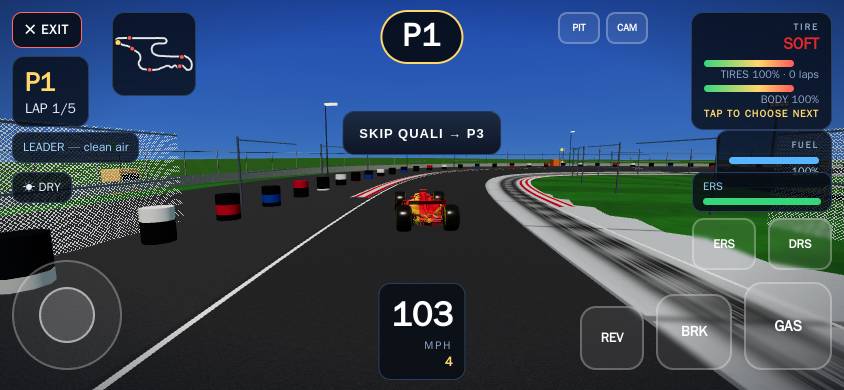 ✕ EXIT
P1
LAP 1/5
LEADER — clean air
☀ DRY
P1
SKIP QUALI → P3
PIT
CAM
TIRE
SOFT
TIRES 100% · 0 laps
BODY 100%
TAP TO CHOOSE NEXT
FUEL
100%
ERS
ERS
DRS
103
MPH
4
REV
BRK
GAS